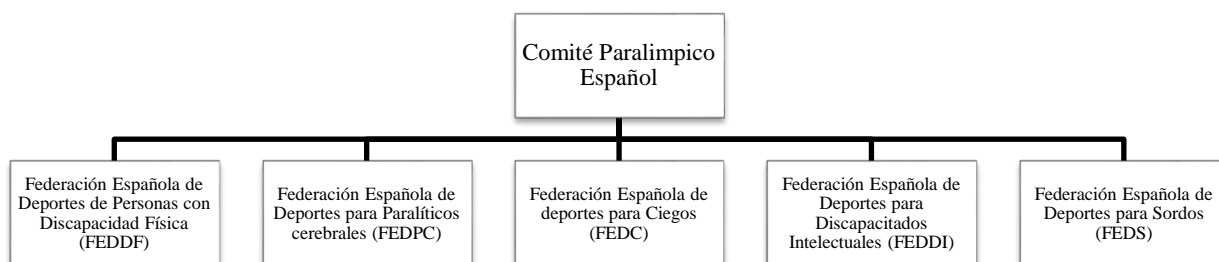 Comité Paralimpico
Español
Federación Española de
Deportes de Personas con
Discapacidad Física
(FEDDF)
Federación Española de
Deportes para Paralíticos
cerebrales (FEDPC)
Federación Española de
deportes para Ciegos
(FEDC)
Federación Española de
Deportes para
Discapacitados
Intelectuales (FEDDI)
Federación Española de
Deportes para Sordos
(FEDS)